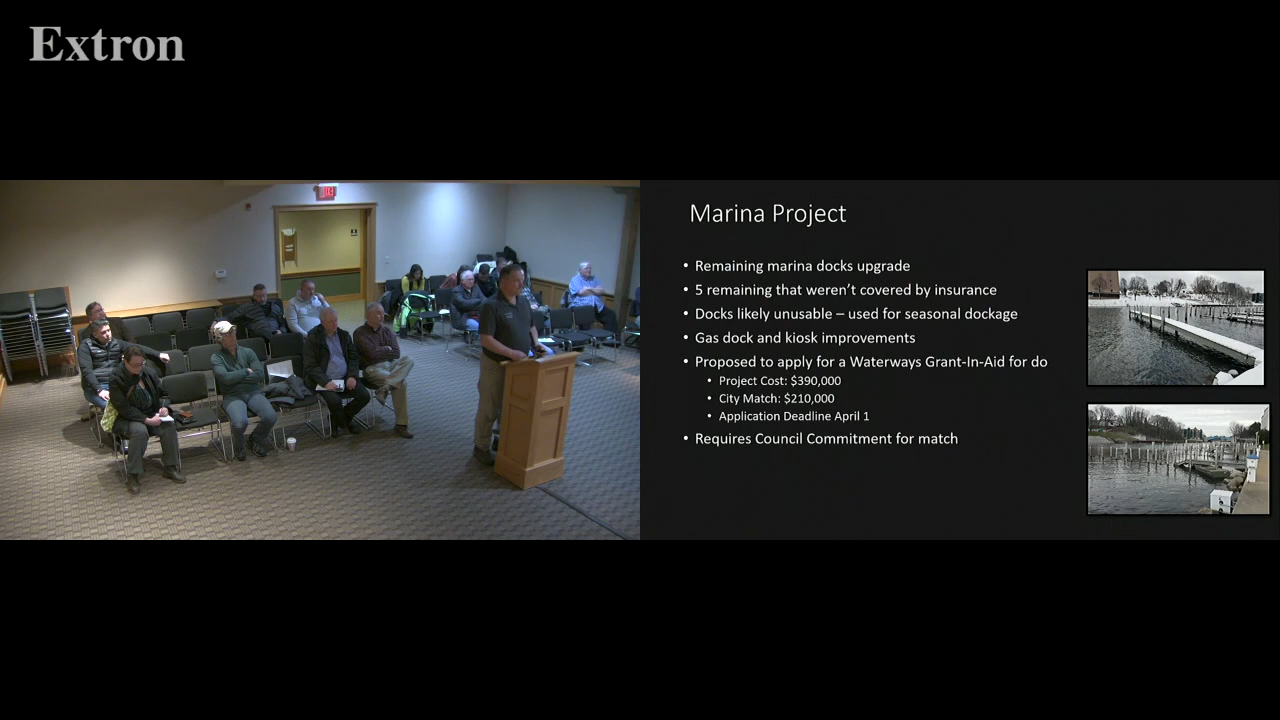 Extron
Marina Project
• Remaining marina docks upgrade
• 5 remaining that weren't covered by insurance
• Docks likely unusable – used for seasonal dockage
• Gas dock and kiosk improvements
• Proposed to apply for a Waterways Grant-In-Aid for do
• Project Cost: $390,000
• City Match: $210,000
• Application Deadline April 1
• Requires Council Commitment for match